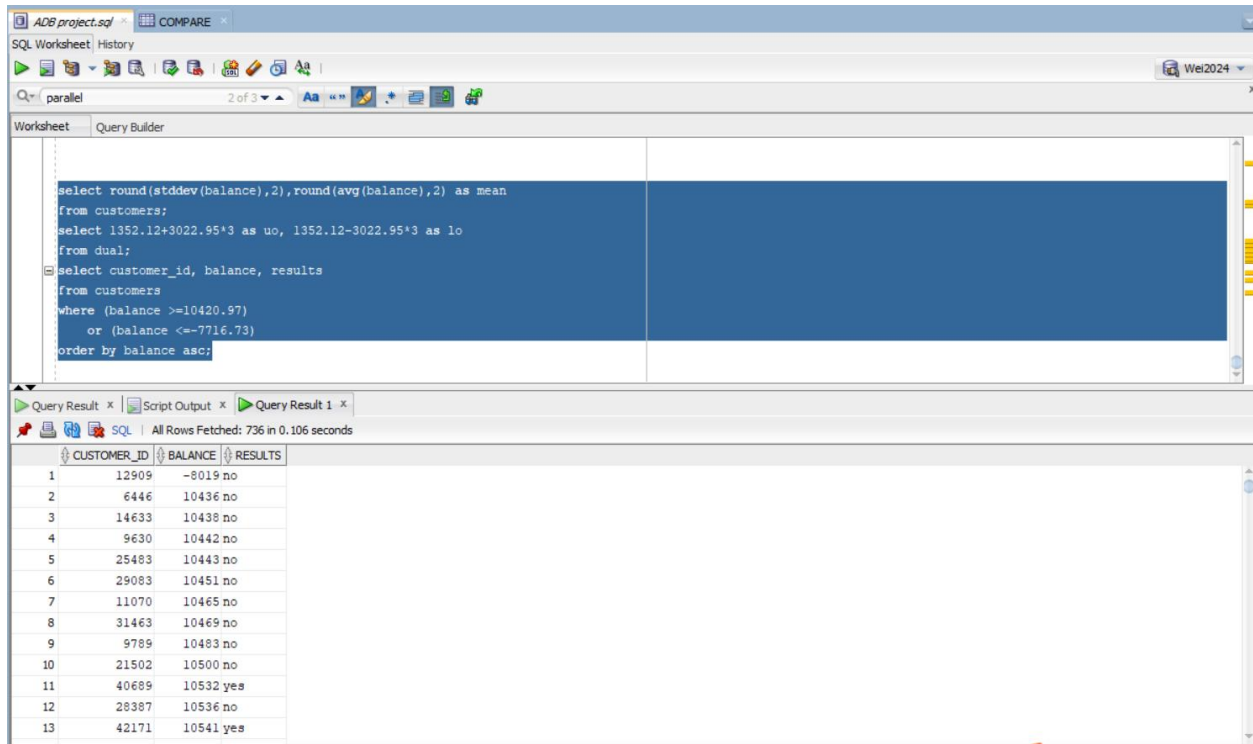 ADB project.sql × COMPARE ×
SQL Worksheet History
Wei2024
parallel 2 of 3 Aa “” .*
Worksheet Query Builder
select round(stddev(balance),2),round(avg(balance),2) as mean
from customers;
select 1352.12+3022.95*3 as uo, 1352.12-3022.95*3 as lo
from dual;
select customer_id, balance, results
from customers
where (balance >=10420.97)
or (balance <=-7716.73)
order by balance asc;
Query Result x Script Output x Query Result 1 x
SQL | All Rows Fetched: 736 in 0.106 seconds
CUSTOMER_ID BALANCE RESULTS
1 12909 -8019 no
2 6446 10436 no
3 14633 10438 no
4 9630 10442 no
5 25483 10443 no
6 29083 10451 no
7 11070 10465 no
8 31463 10469 no
9 9789 10483 no
10 21502 10500 no
11 40689 10532 yes
12 28387 10536 no
13 42171 10541 yes